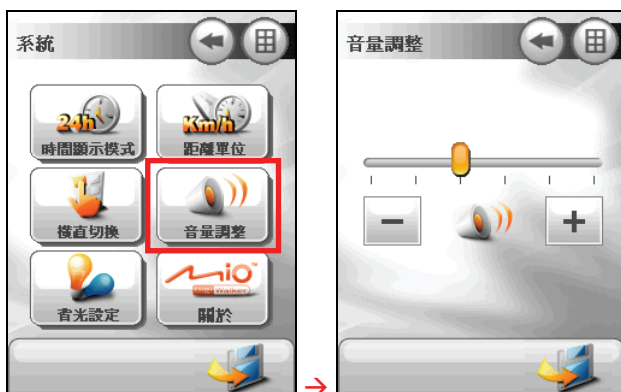 系統
24h
時間顯示模式
Km/h
距離單位
橫直切換
音量調整
背光設定
Mio
DigiWalker
關於
→
音量調整